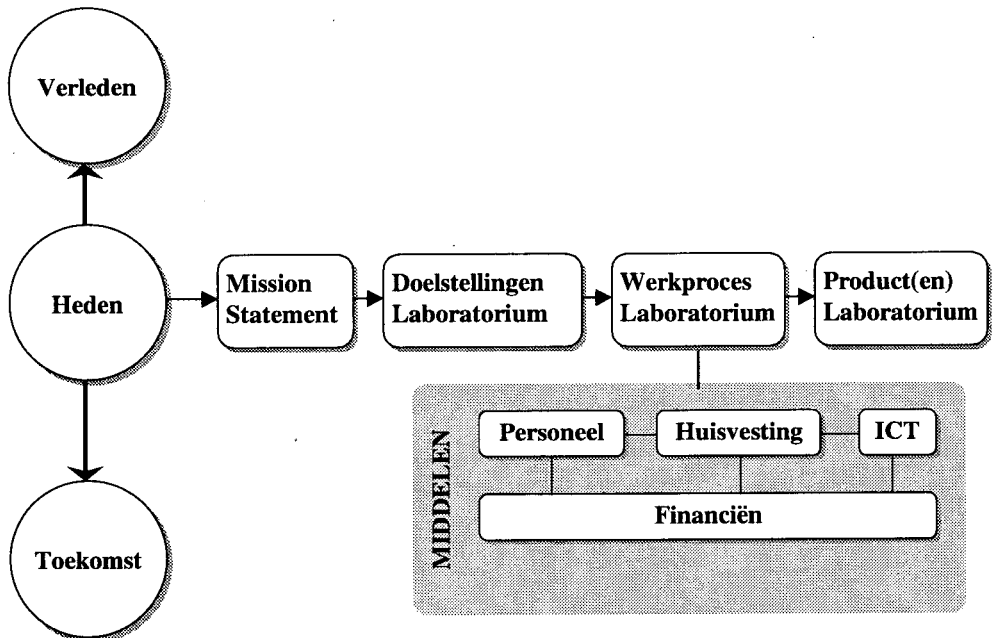 Verleden
Heden
Toekomst
Mission
Statement
Doelstellingen
Laboratorium
Werkproces
Laboratorium
Product(en)
Laboratorium
MIDDELEN
Personeel
Huisvesting
ICT
Financiën